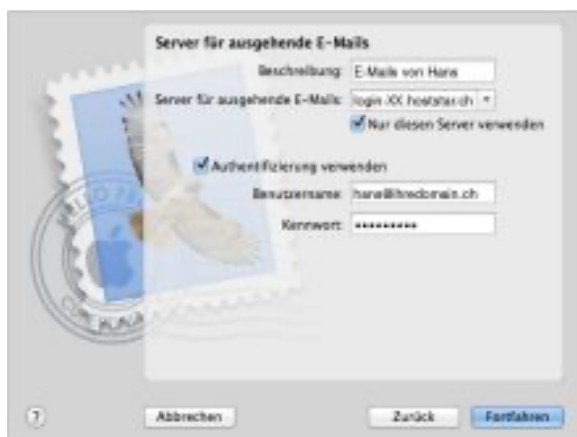 Server für ausgehende E-Mails
Beschreibung: E-Mails von Hans
Server für ausgehende E-Mails: login-XX.hoststar.ch
Nur diesen Server verwenden
Authentifizierung verwenden
Benutzername: hans@ihredomain.ch
Kennwort: •••••••••
? Abbrechen Zurück Fortfahren